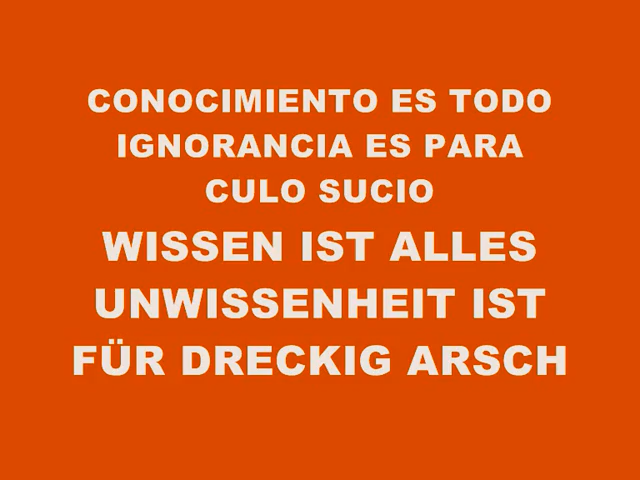 CONOCIMIENTO ES TODO
IGNORANCIA ES PARA
CULO SUCIO
WISSEN IST ALLES
UNWISSENHEIT IST
FÜR DRECKIG ARSCH